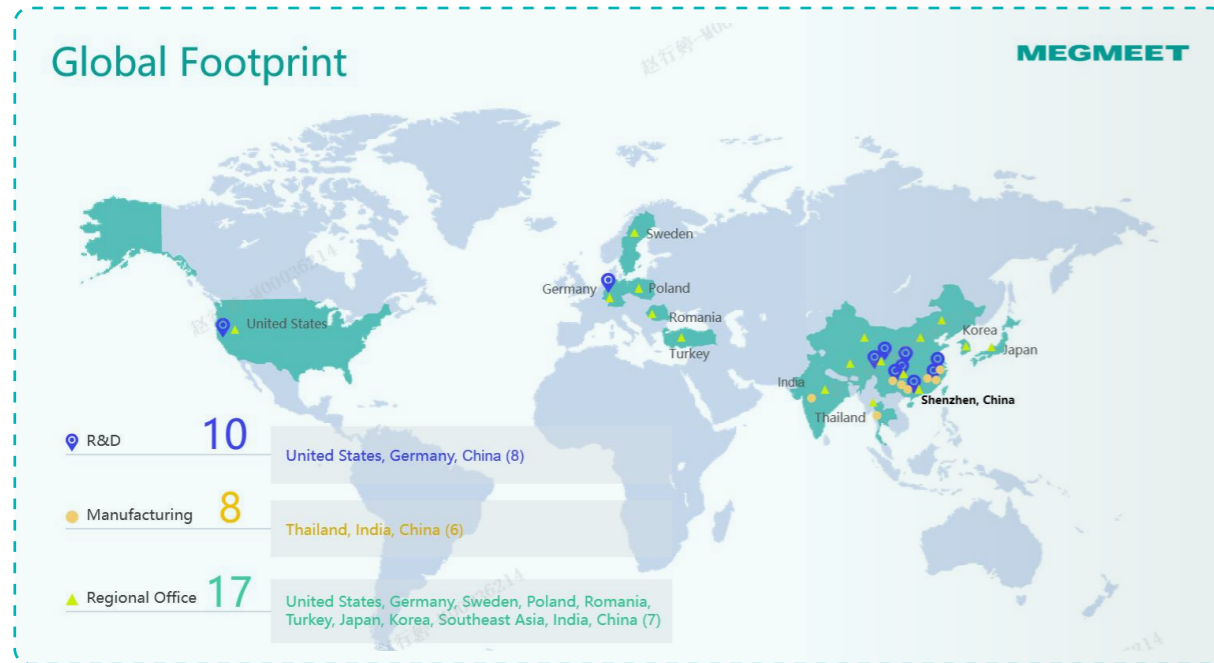 Global Footprint
MEGMEET
Sweden
Germany
Poland
Romania
Turkey
United States
Korea
Japan
India
Shenzhen, China
Thailand
R&D 10
United States, Germany, China (8)
Manufacturing 8
Thailand, India, China (6)
Regional Office 17
United States, Germany, Sweden, Poland, Romania,
Turkey, Japan, Korea, Southeast Asia, India, China (7)